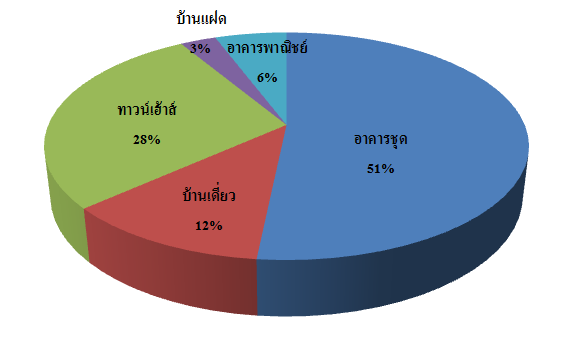 บ้านแฝด
3%
อาคารพาณิชย์
6%
ทาวน์เฮ้าส์
28%
อาคารชุด
51%
บ้านเดี่ยว
12%